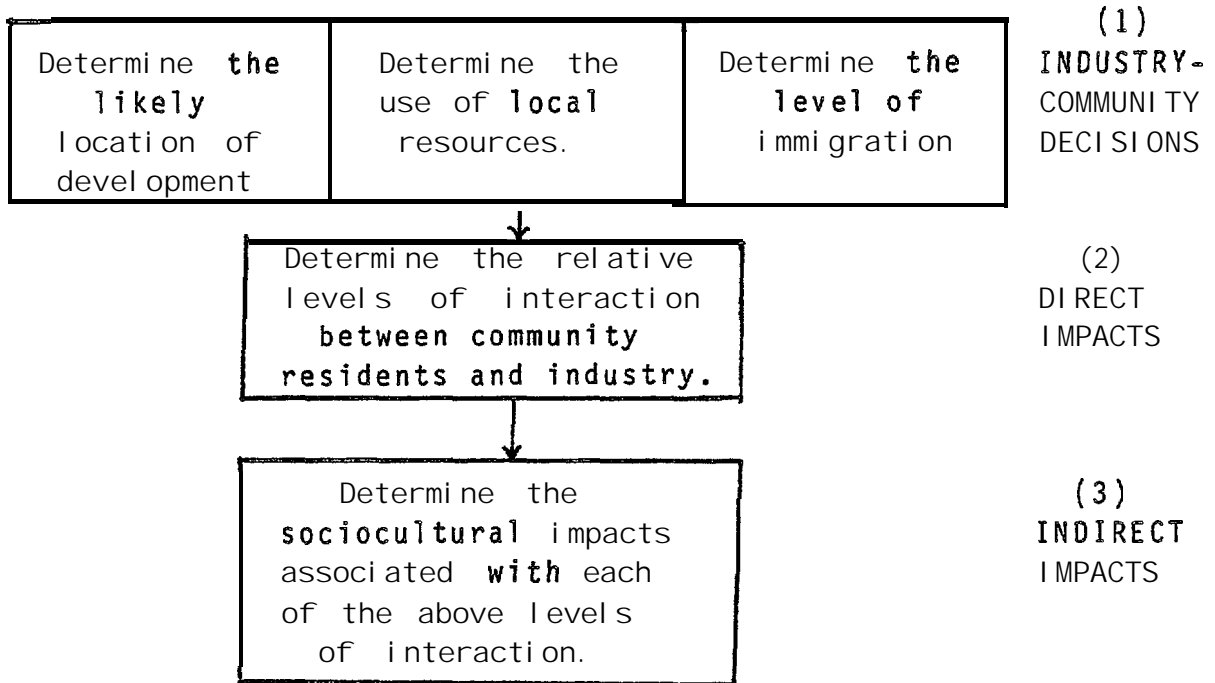 Determine the
likely
location of
development
Determine the
use of local
resources.
Determine the
level of
immigration
(1)
INDUSTRY-
COMMUNITY
DECISIONS
Determine the relative
levels of interaction
between community
residents and industry.
(2)
DIRECT
IMPACTS
Determine the
sociocultural impacts
associated with each
of the above levels
of interaction.
(3)
INDIRECT
IMPACTS